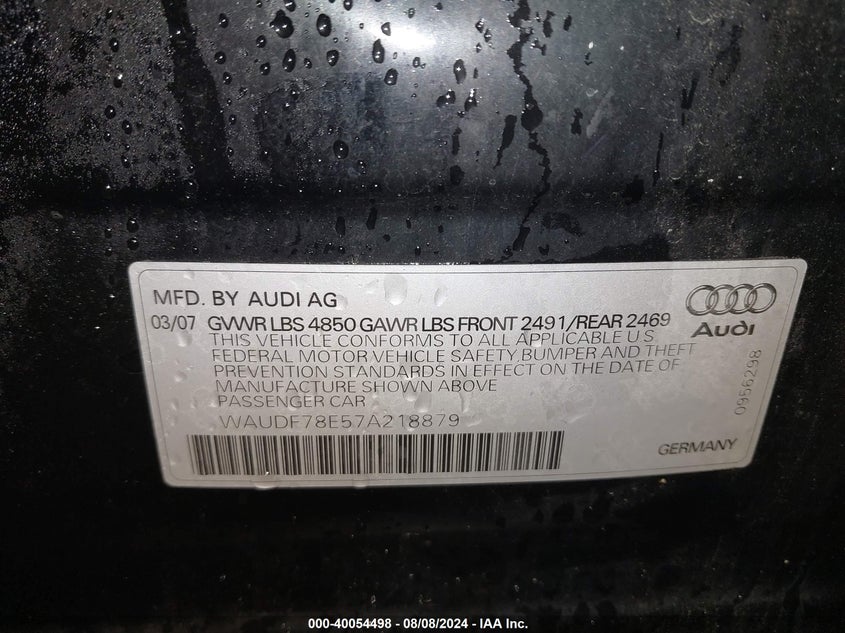 MFD. BY AUDI AG
03/07 GVWR LBS 4850 GAWR LBS FRONT 2491/REAR 2469
THIS VEHICLE CONFORMS TO ALL APPLICABLE U.S.
FEDERAL MOTOR VEHICLE SAFETY, BUMPER AND THEFT
PREVENTION STANDARDS IN EFFECT ON THE DATE OF
MANUFACTURE SHOWN ABOVE
PASSENGER CAR
WAUDF78E57A218879
Audi
0956298
GERMANY
000-40054498 - 08/08/2024 - IAA Inc.